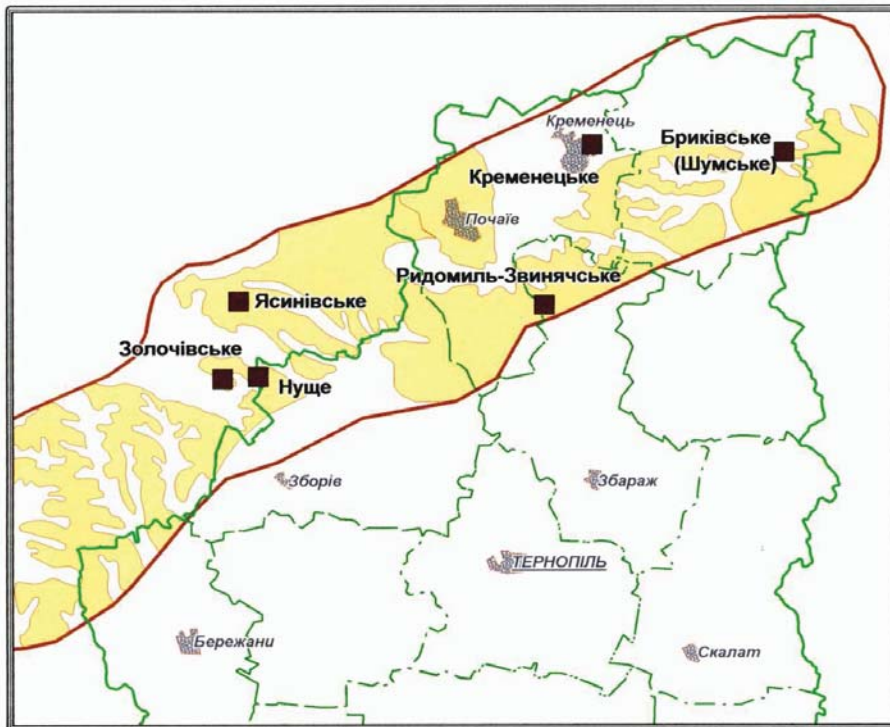 Кременець
Бриківське
(Шумське)
Кременецьке
Почаїв
Ридомиль-Звинячське
Ясинівське
Золочівське
Нуще
Зборів
Збараж
ТЕРНОПІЛЬ
Бережани
Скалат